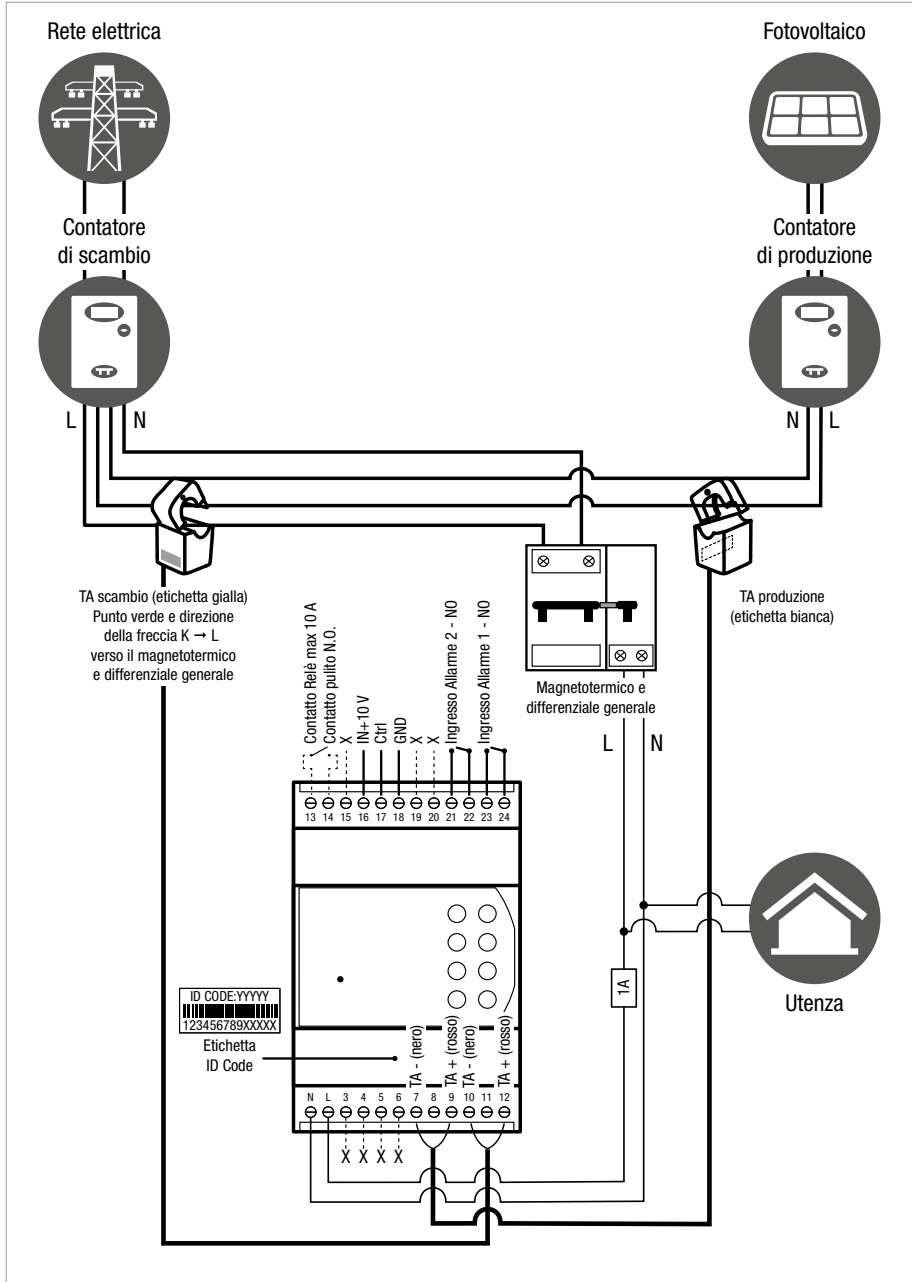 Rete elettrica
Fotovoltaico
Contatore
di scambio
Contatore
di produzione
L
N
N
L
TA scambio (etichetta gialla)
Punto verde e direzione
della freccia K → L
verso il magnetotermico
e differenziale generale
TA produzione
(etichetta bianca)
Magnetotermico e
differenziale generale
L
N
Contatto Relè max 10 A
Contatto pulito N.O.
X
IN+10 V
Ctrl
GND
X
X
Ingresso Allarme 2 - NO
Ingresso Allarme 1 - NO
13 14 15 16 17 18 19 20 21 22 23 24
1A
Utenza
ID CODE:YYYYY
123456789XXXXX
Etichetta
ID Code
TA - (nero)
TA + (rosso)
TA - (nero)
TA + (rosso)
N L 3 4 5 6 7 8 9 10 11 12
X X X X